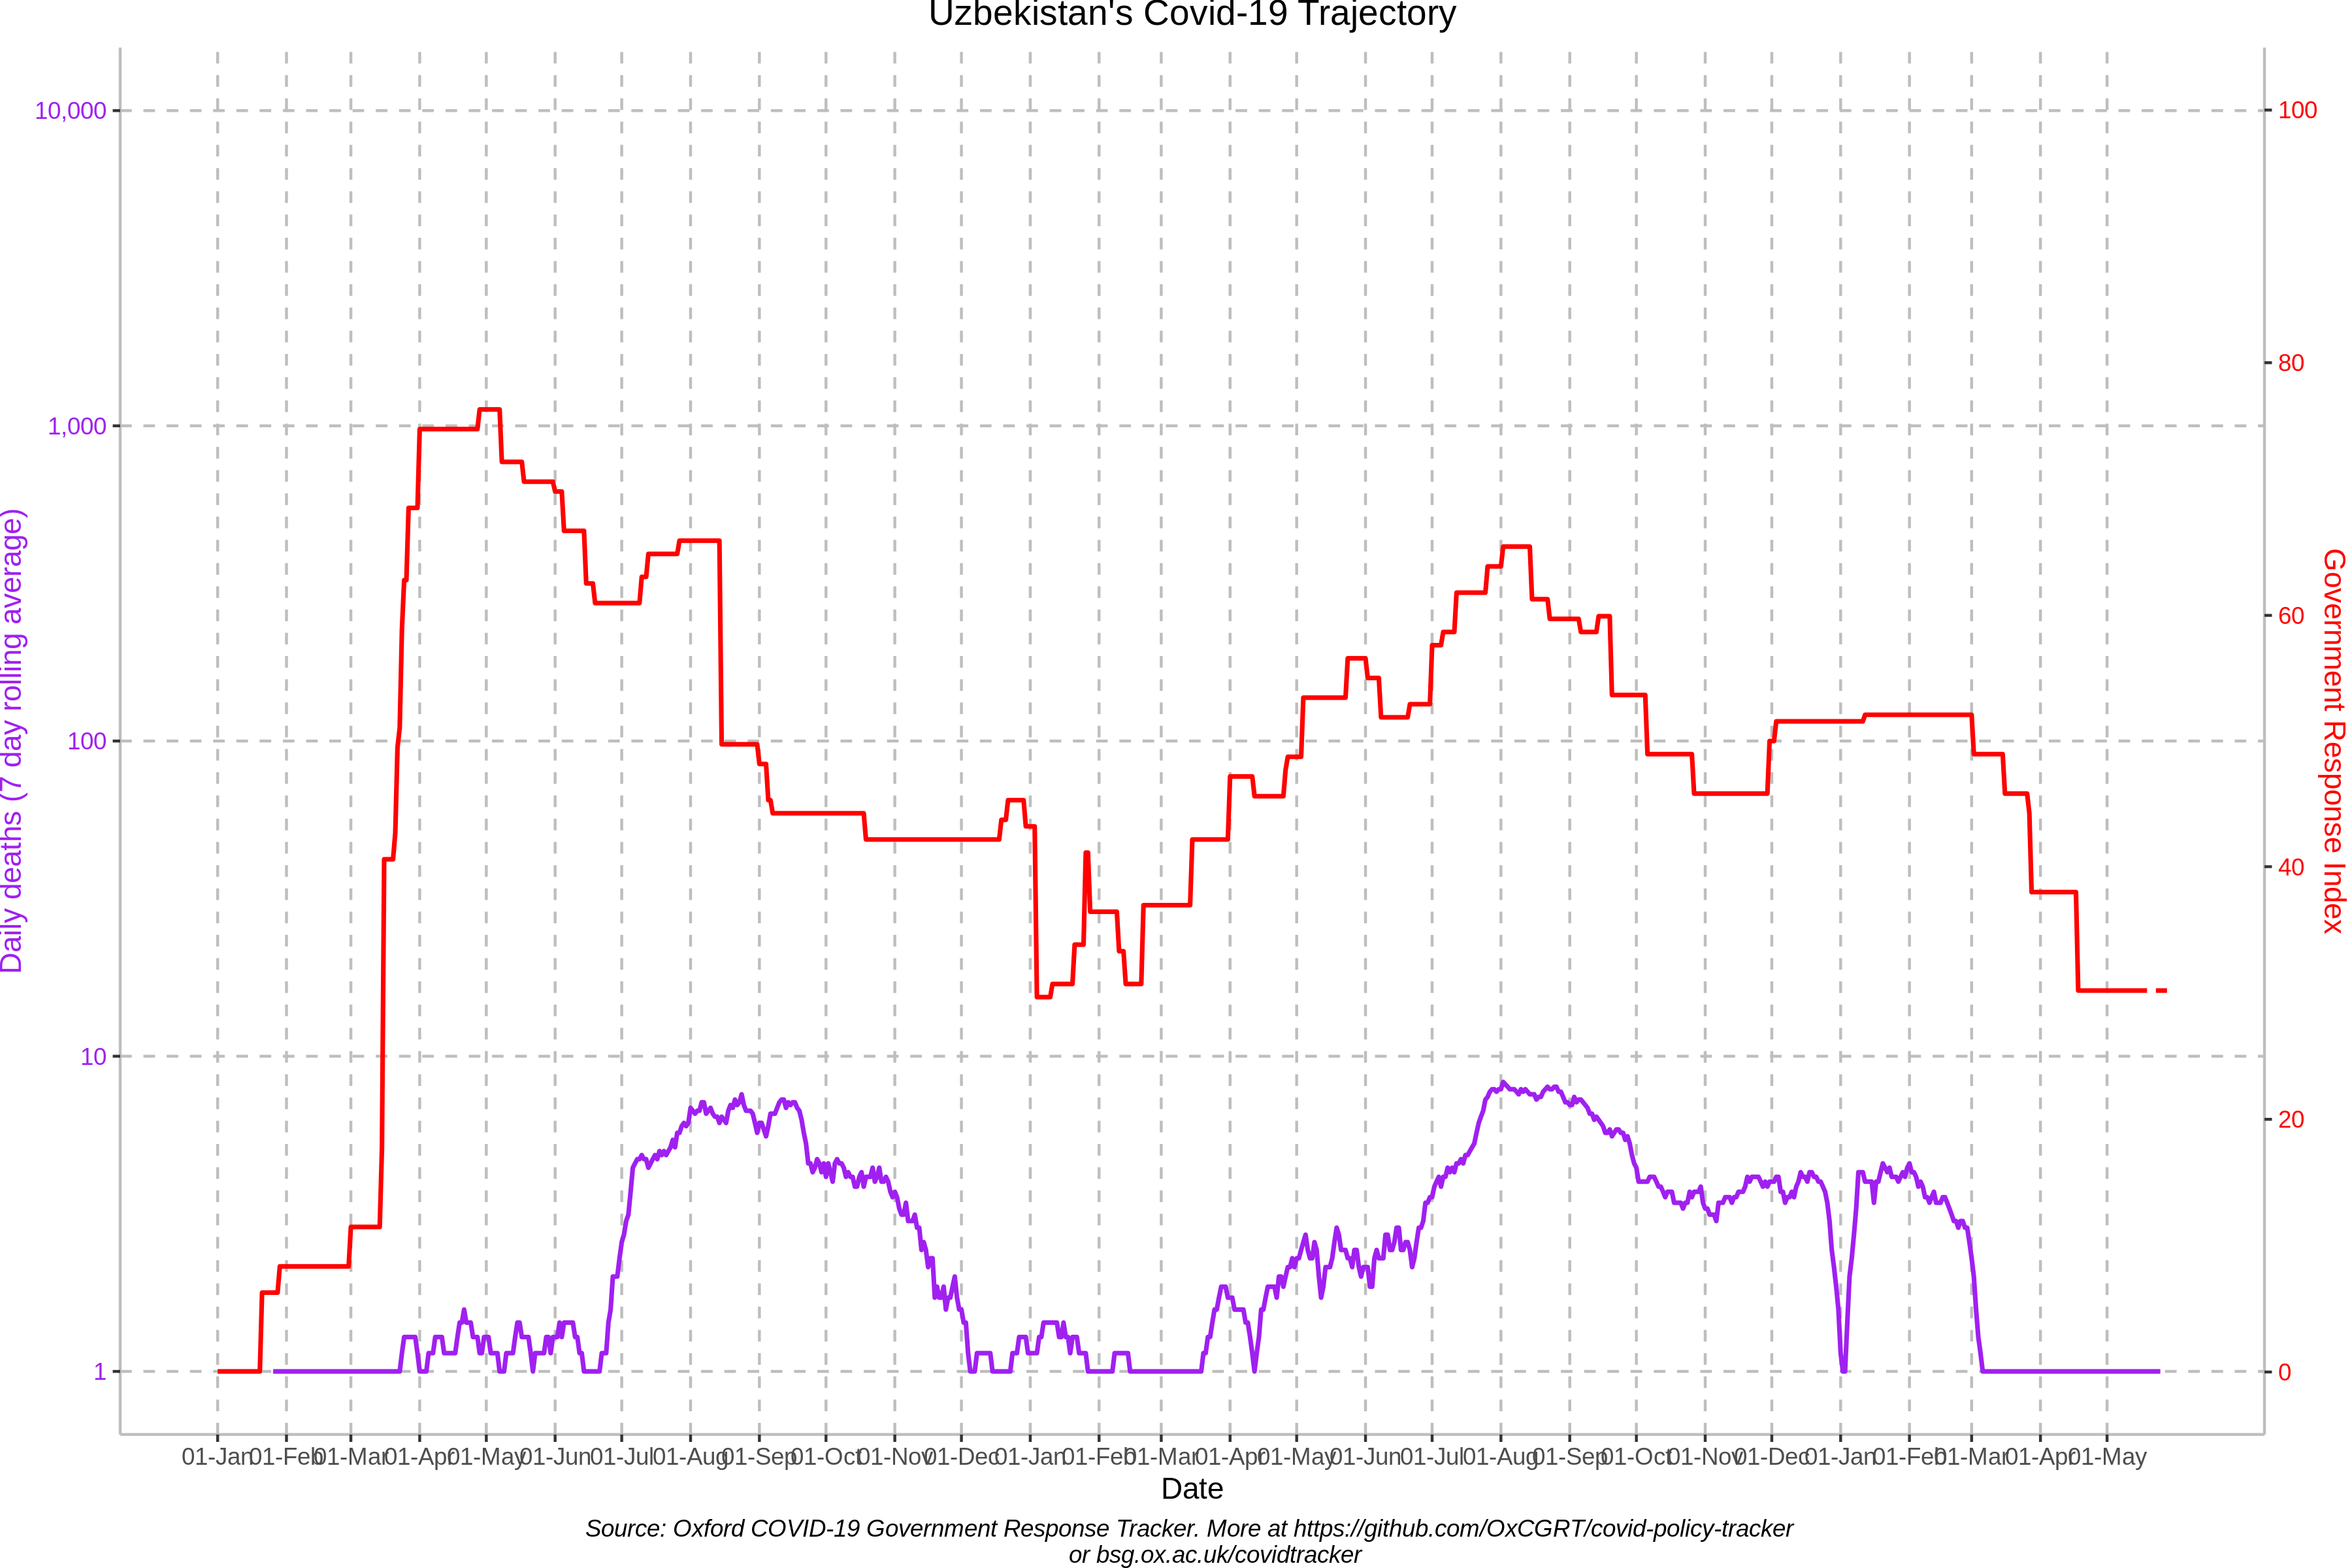 Uzbekistan's Covid-19 Trajectory
10,000
1,000
100
10
1
Daily deaths (7 day rolling average)
100
80
60
40
20
0
Government Response Index
01-Jan 01-Feb 01-Mar 01-Apr 01-May 01-Jun 01-Jul 01-Aug 01-Sep 01-Oct 01-Nov 01-Dec 01-Jan 01-Feb 01-Mar 01-Apr 01-May 01-Jun 01-Jul 01-Aug 01-Sep 01-Oct 01-Nov 01-Dec 01-Jan 01-Feb 01-Mar 01-Apr 01-May
Date
Source: Oxford COVID-19 Government Response Tracker. More at https://github.com/OxCGRT/covid-policy-tracker
or bsg.ox.ac.uk/covidtracker